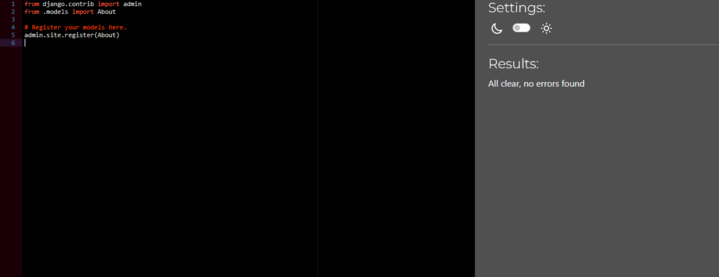 1 from django.contrib import admin
2 from .models import About
3
4 # Register your models here.
5 admin.site.register(About)
6
Settings:
Results:
All clear, no errors found